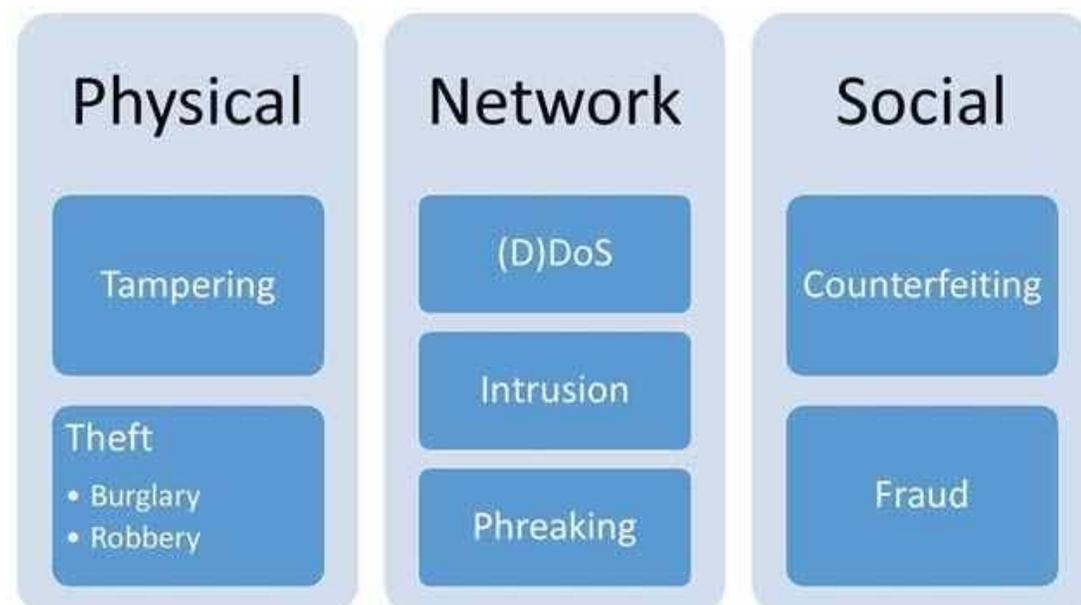 Physical
Tampering
Theft
• Burglary
• Robbery
Network
(D)DoS
Intrusion
Phreaking
Social
Counterfeiting
Fraud